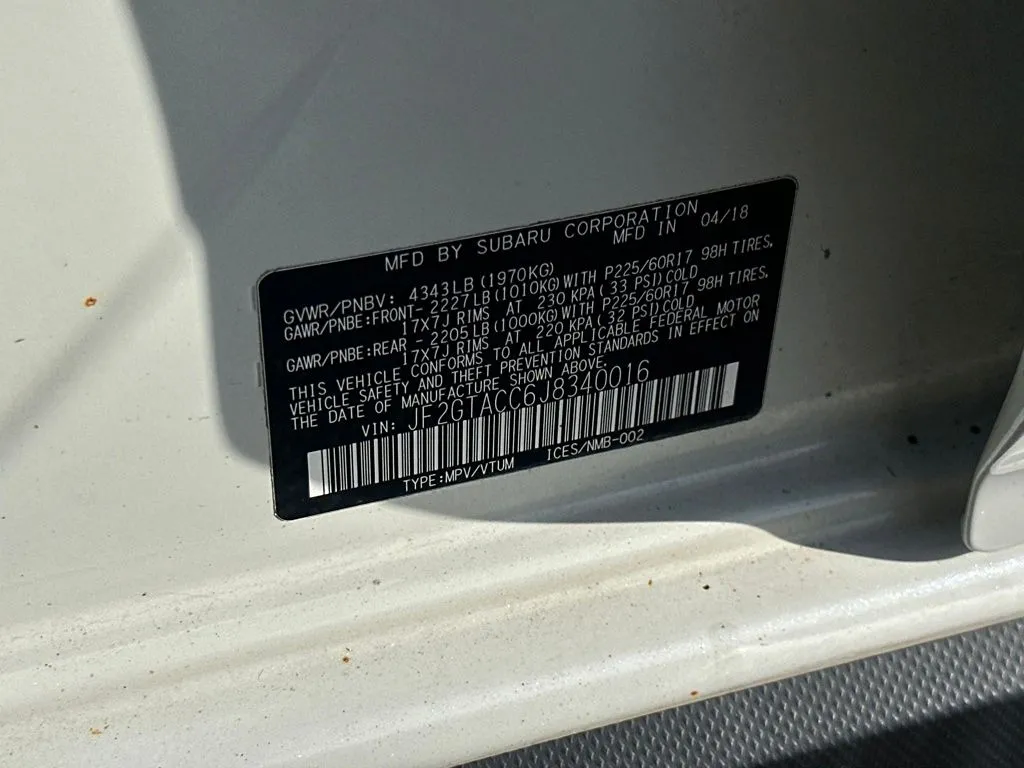 MFD BY SUBARU CORPORATION
MFD IN 04/18
GVWR/PNBV: 4343LB (1970KG)
GAWR/PNBE:FRONT- 2227LB(1010KG)WITH P225/60R17 98H TIRES,
17X7J RIMS AT 230 KPA(33 PSI)COLD
GAWR/PNBE:REAR - 2205LB(1000KG)WITH P225/60R17 98H TIRES,
17X7J RIMS AT 220 KPA(32 PSI)COLD
THIS VEHICLE CONFORMS TO ALL APPLICABLE FEDERAL MOTOR
VEHICLE SAFETY AND THEFT PREVENTION STANDARDS IN EFFECT ON
THE DATE OF MANUFACTURE SHOWN ABOVE.
VIN: JF2GTACC6J8340016
TYPE:MPV/VTUM ICES/NMB-002